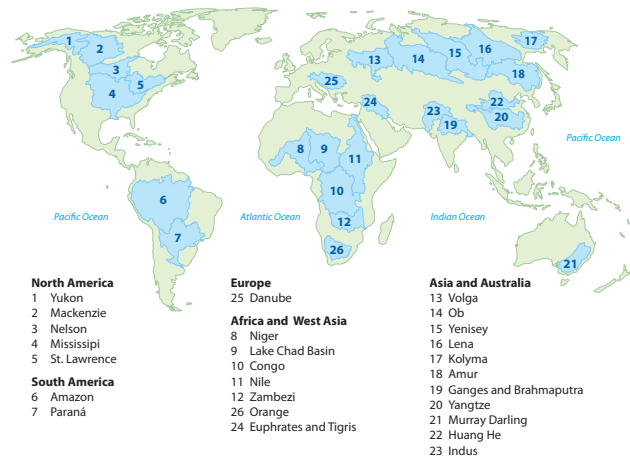 1
2
3
4
5
6
7
8
9
10
11
12
26
25
24
13
14
15
16
17
18
23
19
22
20
21
Pacific Ocean
Atlantic Ocean
Indian Ocean
Pacific Ocean
North America
1 Yukon
2 Mackenzie
3 Nelson
4 Mississipi
5 St. Lawrence
South America
6 Amazon
7 Paraná
Europe
25 Danube
Africa and West Asia
8 Niger
9 Lake Chad Basin
10 Congo
11 Nile
12 Zambezi
26 Orange
24 Euphrates and Tigris
Asia and Australia
13 Volga
14 Ob
15 Yenisey
16 Lena
17 Kolyma
18 Amur
19 Ganges and Brahmaputra
20 Yangtze
21 Murray Darling
22 Huang He
23 Indus